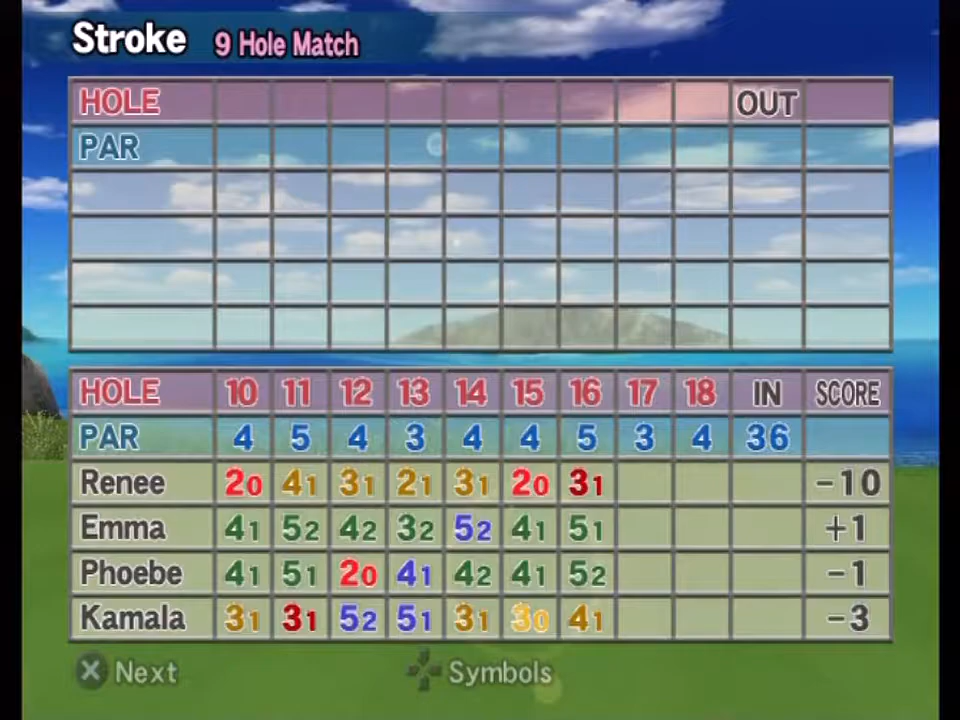 Stroke 9 Hole Match
HOLE OUT
PAR
HOLE 10 11 12 13 14 15 16 17 18 IN SCORE
PAR 4 5 4 3 4 4 5 3 4 36
Renee 20 41 31 21 31 20 31 -10
Emma 41 52 42 32 52 41 51 +1
Phoebe 41 51 20 41 42 41 52 -1
Kamala 31 31 52 51 31 30 41 -3
X Next Symbols